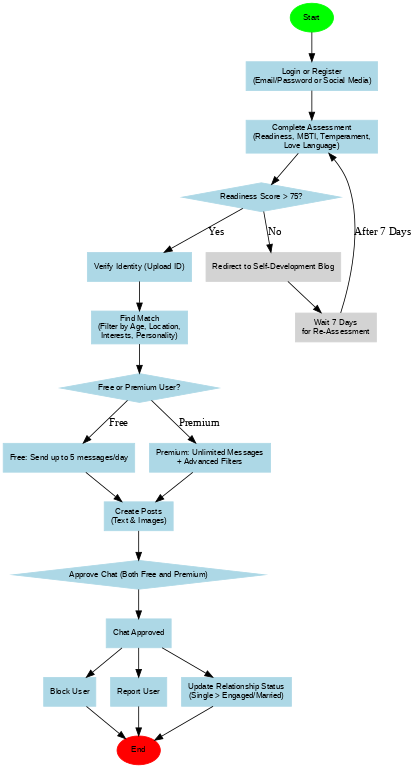 Start
Login or Register
(Email/Password or Social Media)
Complete Assessment
(Readiness, MBTI, Temperament,
Love Language)
Readiness Score > 75?
Yes
No
After 7 Days
Verify Identity (Upload ID)
Redirect to Self-Development Blog
Find Match
(Filter by Age, Location,
Interests, Personality)
Wait 7 Days
for Re-Assessment
Free or Premium User?
Free
Premium
Free: Send up to 5 messages/day
Premium: Unlimited Messages
+ Advanced Filters
Create Posts
(Text & Images)
Approve Chat (Both Free and Premium)
Chat Approved
Block User
Report User
Update Relationship Status
(Single > Engaged/Married)
End